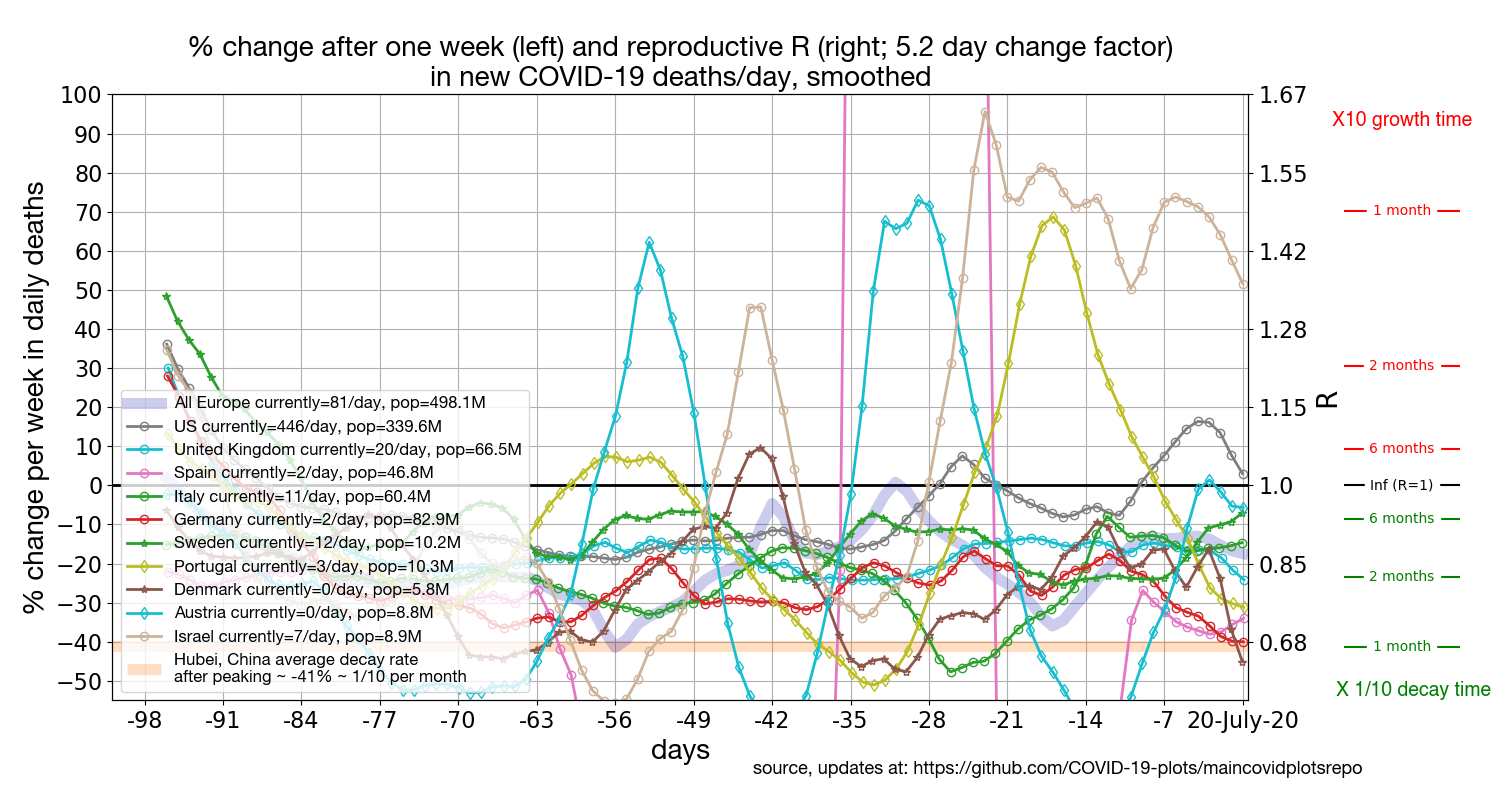 % change after one week (left) and reproductive R (right; 5.2 day change factor)
in new COVID-19 deaths/day, smoothed
100
90
80
70
60
50
40
30
20
10
0
−10
−20
−30
−40
−50
% change per week in daily deaths
All Europe currently=81/day, pop=498.1M
US currently=446/day, pop=339.6M
United Kingdom currently=20/day, pop=66.5M
Spain currently=2/day, pop=46.8M
Italy currently=11/day, pop=60.4M
Germany currently=2/day, pop=82.9M
Sweden currently=12/day, pop=10.2M
Portugal currently=3/day, pop=10.3M
Denmark currently=0/day, pop=5.8M
Austria currently=0/day, pop=8.8M
Israel currently=7/day, pop=8.9M
Hubei, China average decay rate
after peaking ~ -41% ~ 1/10 per month
1.67
1.55
1.42
1.28
1.15
1.0
0.85
0.68
R
X10 growth time
1 month
2 months
6 months
Inf (R=1)
6 months
2 months
1 month
X 1/10 decay time
-98 -91 -84 -77 -70 -63 -56 -49 -42 -35 -28 -21 -14 -7 20-July-20
days
source, updates at: https://github.com/COVID-19-plots/maincovidplotsrepo